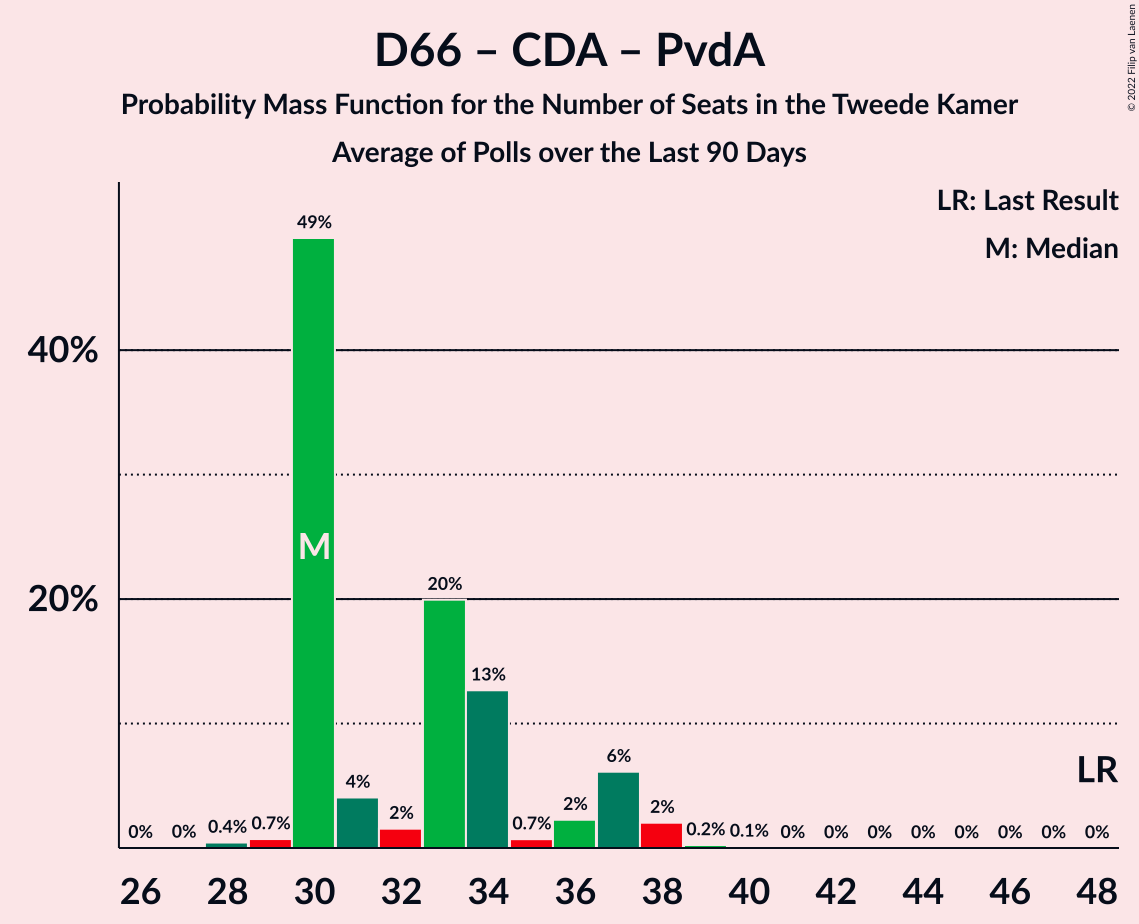 D66 – CDA – PvdA
Probability Mass Function for the Number of Seats in the Tweede Kamer
Average of Polls over the Last 90 Days
© 2022 Filip van Laenen
LR: Last Result
M: Median
49%
40%
M
20%
20%
13%
6%
LR
4%
2%
2%
2%
0% 0% 0.4% 0.7% 0.7% 0.2% 0.1% 0% 0% 0% 0% 0% 0% 0% 0%
26 28 30 32 34 36 38 40 42 44 46 48